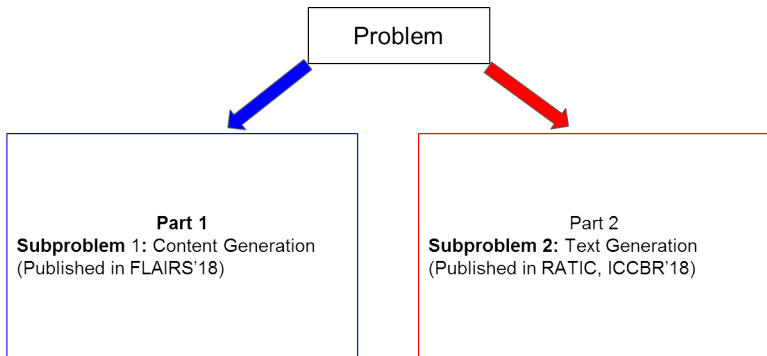 Problem
Part 1
Subproblem 1: Content Generation
(Published in FLAIRS’18)
Part 2
Subproblem 2: Text Generation
(Published in RATIC, ICCBR’18)